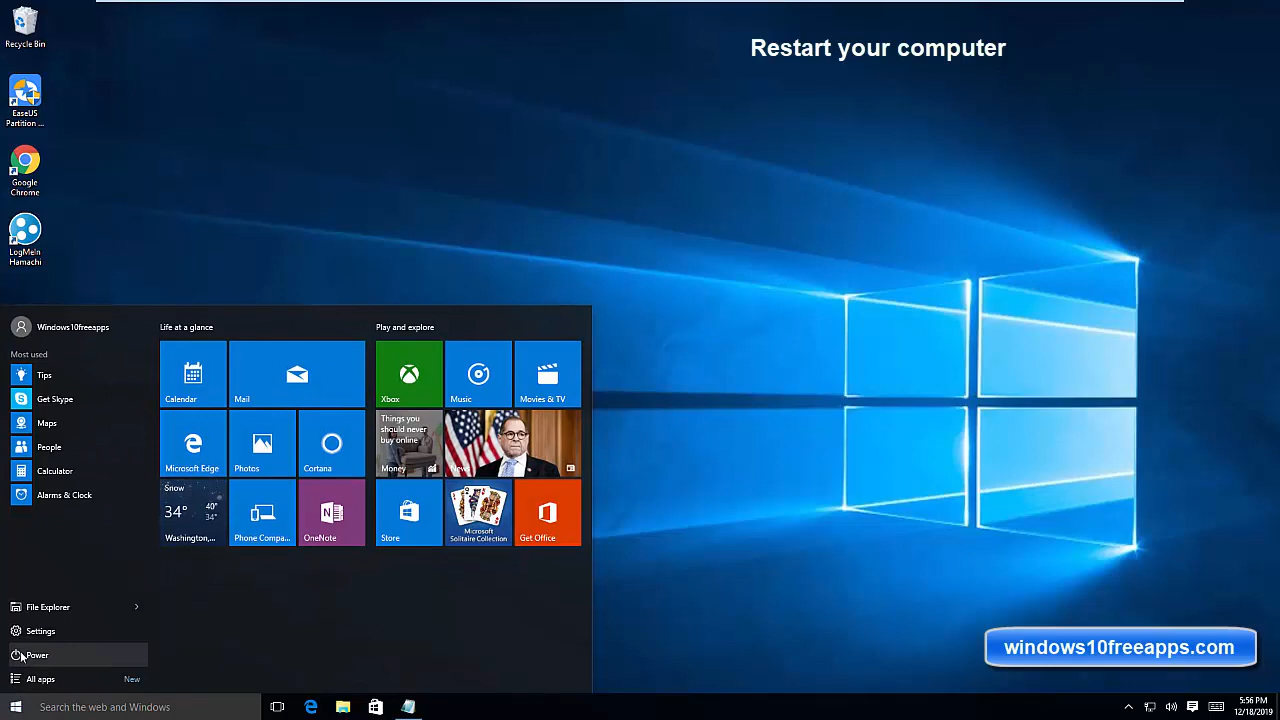 Restart your computer
Recycle Bin
EaseUS
Partition ...
Google
Chrome
LogMeIn
Hamachi
Windows10freeapps
Most used
Tips
Get Skype
Maps
People
Calculator
Alarms & Clock
File Explorer
Settings
Power
All apps
New
Life at a glance
Calendar
Mail
Microsoft Edge
Photos
Cortana
Snow
34°
40°
34°
Washington,...
Phone Compa...
OneNote
Play and explore
Xbox
Music
Movies & TV
Things you
should never
buy online
Money
News
Store
Microsoft
Solitaire Collection
Get Office
windows10freeapps.com
Search the web and Windows
5:56 PM
12/18/2019